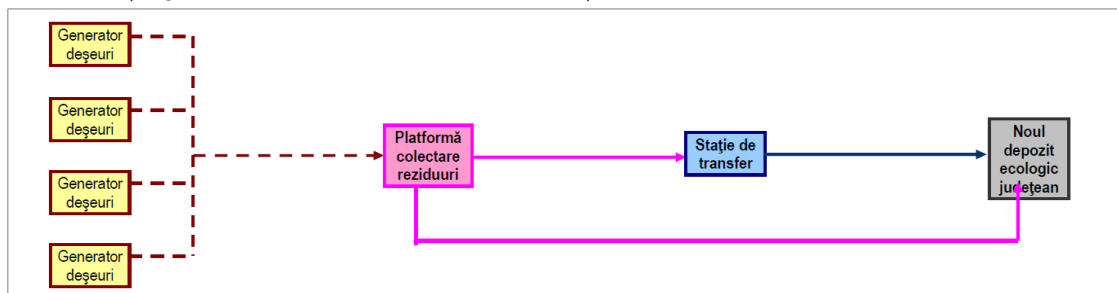 Generator
deşeuri
Generator
deşeuri
Generator
deşeuri
Generator
deşeuri
Platformă
colectare
reziduuri
Staţie de
transfer
Noul
depozit
ecologic
judeţean